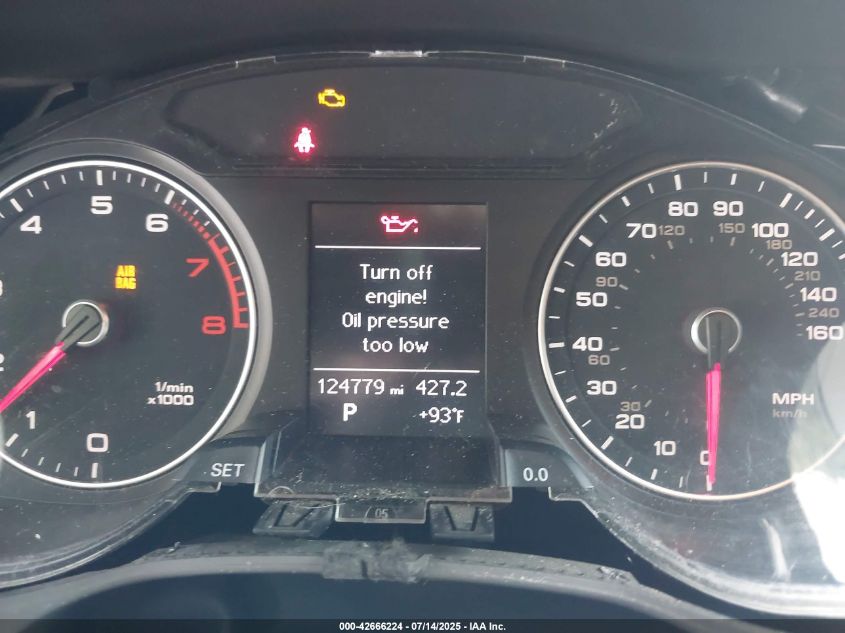 5
4
6
3
7
2
8
1
0
1/min
x1000
AIR
BAG
Turn off
engine!
Oil pressure
too low
124779 mi 427.2
P +93°F
SET
0.0
/05
80 90
70 100
60 120
50 140
40 160
30
20
10
0
120 150 180
90 210
60 240
30
MPH
km/h
000-42666224 | 07/14/2025 - IAA Inc.